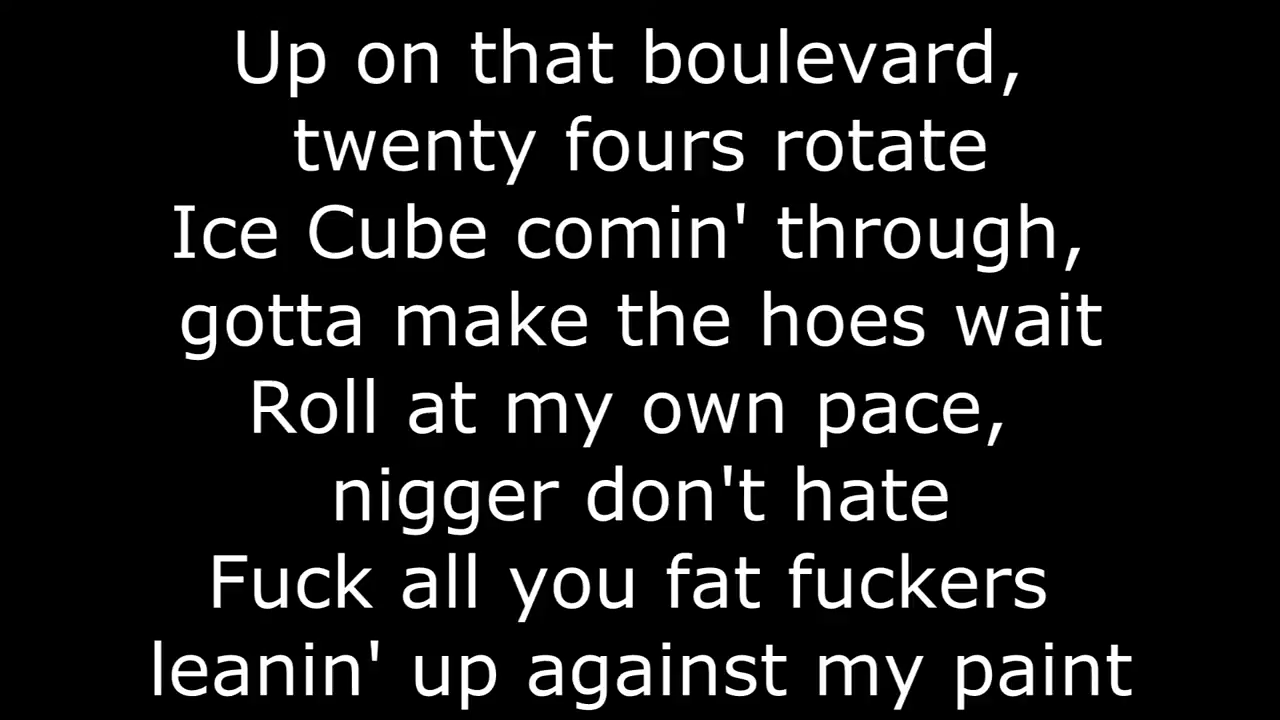 Up on that boulevard,
twenty fours rotate
Ice Cube comin' through,
gotta make the hoes wait
Roll at my own pace,
nigger don't hate
Fuck all you fat fuckers
leanin' up against my paint